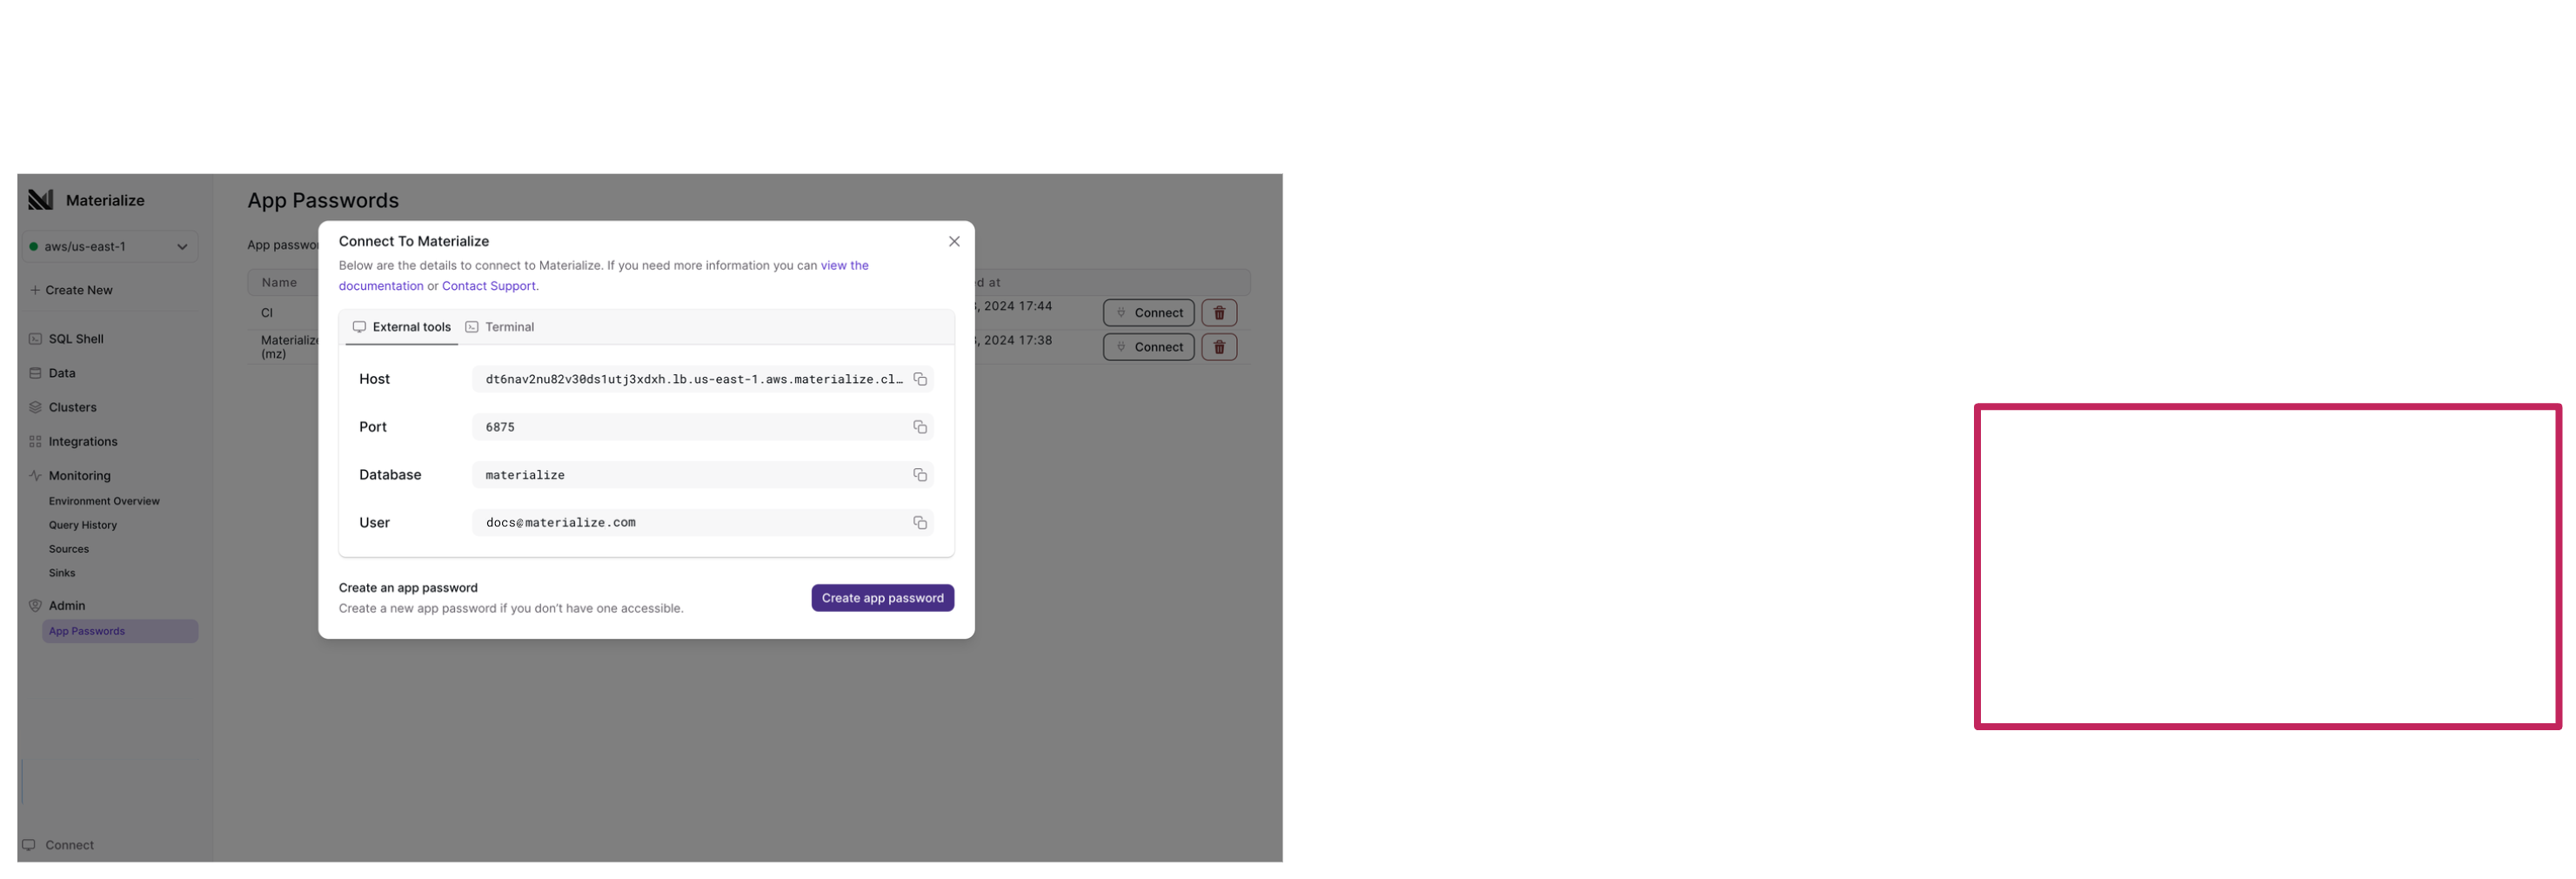 Materialize
aws/us-east-1
Create New
SQL Shell
Data
Clusters
Integrations
Monitoring
Environment Overview
Query History
Sources
Sinks
Admin
App Passwords
Connect
App Passwords
App
Name
CI
(mz)
Connect To Materialize
Below are the details to connect to Materialize. If you need more information you can view the
documentation or Contact Support.
External tools Terminal
Host dt6nav2nu82v30ds1utj3xdxh.lb.us-east-1.aws.materialize.cl…
Port 6875
Database materialize
User docs@materialize.com
Create an app password
Create a new app password if you don't have one accessible.
Create app password
d at
, 2024 17:44 Connect
, 2024 17:38 Connect